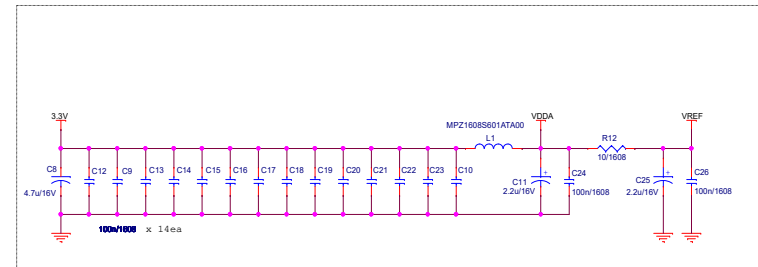 3.3V
VDDA
VREF
MPZ1608S601ATA00
L1
R12
10/1608
C8
4.7u/16V
C12
C9
C13
C14
C15
C16
C17
C18
C19
C20
C21
C22
C23
C10
C11
2.2u/16V
C24
100n/1608
C25
2.2u/16V
C26
100n/1608
100n/1608 x 14ea